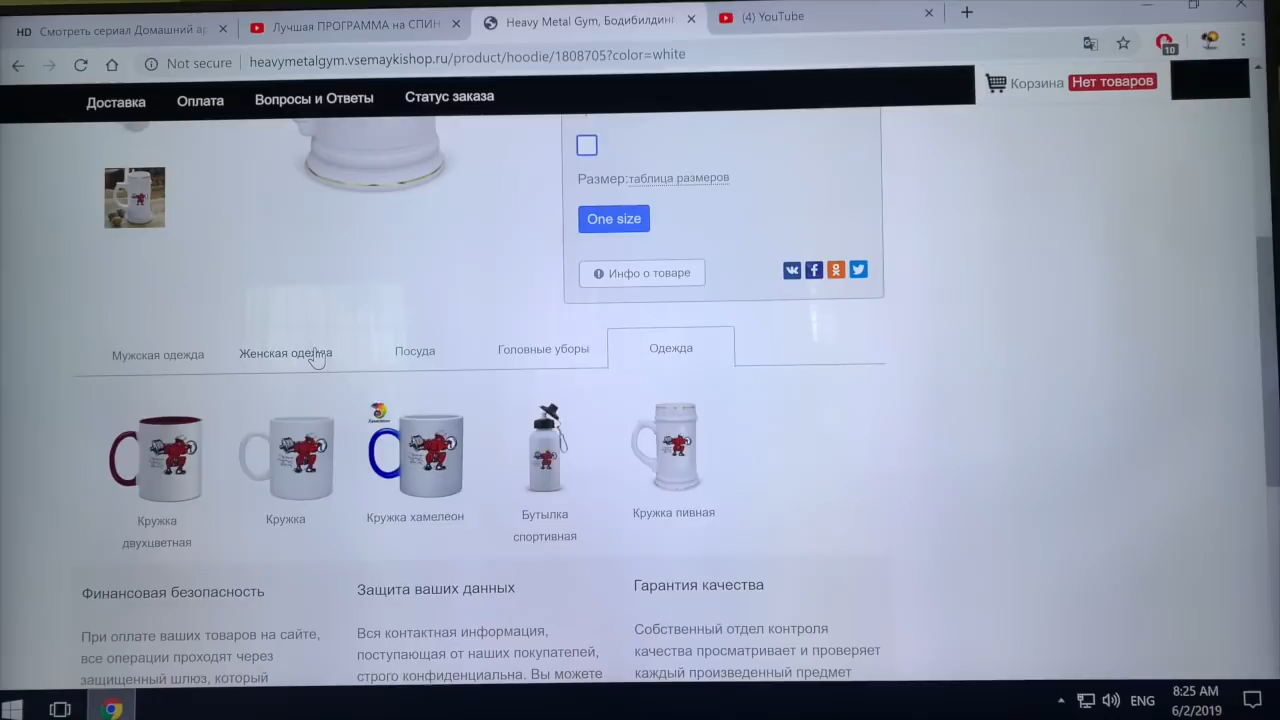 HD Смотреть сериал Домашний ар
Лучшая ПРОГРАММА на СПИН
Heavy Metal Gym, Бодибилдинг
(4) YouTube
Not secure
heavymetalgym.vsemaykishop.ru/product/hoodie/1808705?color=white
10
Доставка
Оплата
Вопросы и Ответы
Статус заказа
Корзина
Нет товаров
Размер:таблица размеров
One size
Инфо о товаре
Мужская одежда
Женская одежда
Посуда
Головные уборы
Одежда
Кружка
двухцветная
Кружка
Кружка хамелеон
Бутылка
спортивная
Кружка пивная
Финансовая безопасность
При оплате ваших товаров на сайте,
все операции проходят через
защищенный шлюз, который
Защита ваших данных
Вся контактная информация,
поступающая от наших покупателей,
строго конфиденциальна. Вы можете
Гарантия качества
Собственный отдел контроля
качества просматривает и проверяет
каждый произведенный предмет
ENG
8:25 AM
6/2/2019